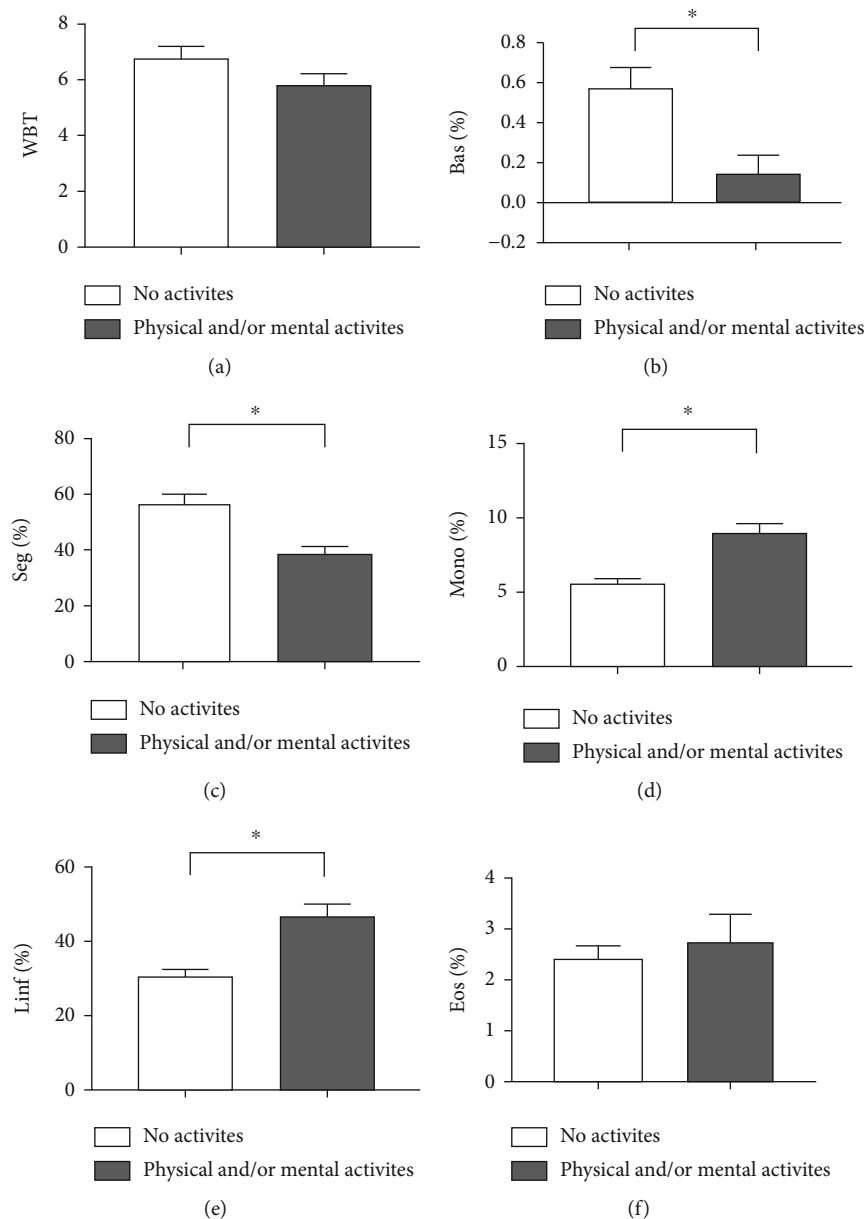 8
6
4
2
0
WBT
No activites
Physical and/or mental activites
(a)
*
0.8
0.6
0.4
0.2
0.0
−0.2
Bas (%)
No activites
Physical and/or mental activites
(b)
*
80
60
40
20
0
Seg (%)
No activites
Physical and/or mental activites
(c)
*
15
10
5
0
Mono (%)
No activites
Physical and/or mental activites
(d)
*
60
40
20
0
Linf (%)
No activites
Physical and/or mental activites
(e)
4
3
2
1
0
Eos (%)
No activites
Physical and/or mental activites
(f)